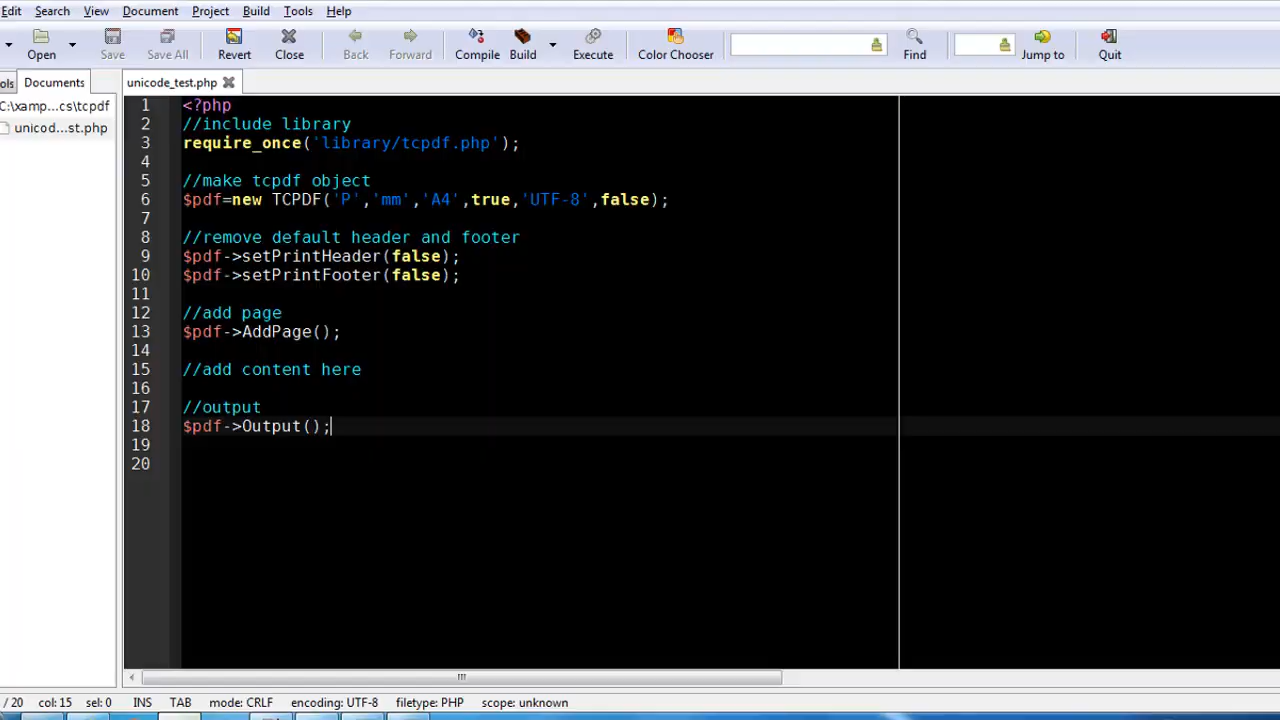 Edit Search View Document Project Build Tools Help
Open Save Save All Revert Close Back Forward Compile Build Execute Color Chooser Find Jump to Quit
ols Documents unicode_test.php
C:\xamp...cs\tcpdf
unicod...st.php
1 <?php
2 //include library
3 require_once('library/tcpdf.php');
4
5 //make tcpdf object
6 $pdf=new TCPDF('P','mm','A4',true,'UTF-8',false);
7
8 //remove default header and footer
9 $pdf->setPrintHeader(false);
10 $pdf->setPrintFooter(false);
11
12 //add page
13 $pdf->AddPage();
14
15 //add content here
16
17 //output
18 $pdf->Output();
19
20
/ 20 col: 15 sel: 0 INS TAB mode: CRLF encoding: UTF-8 filetype: PHP scope: unknown